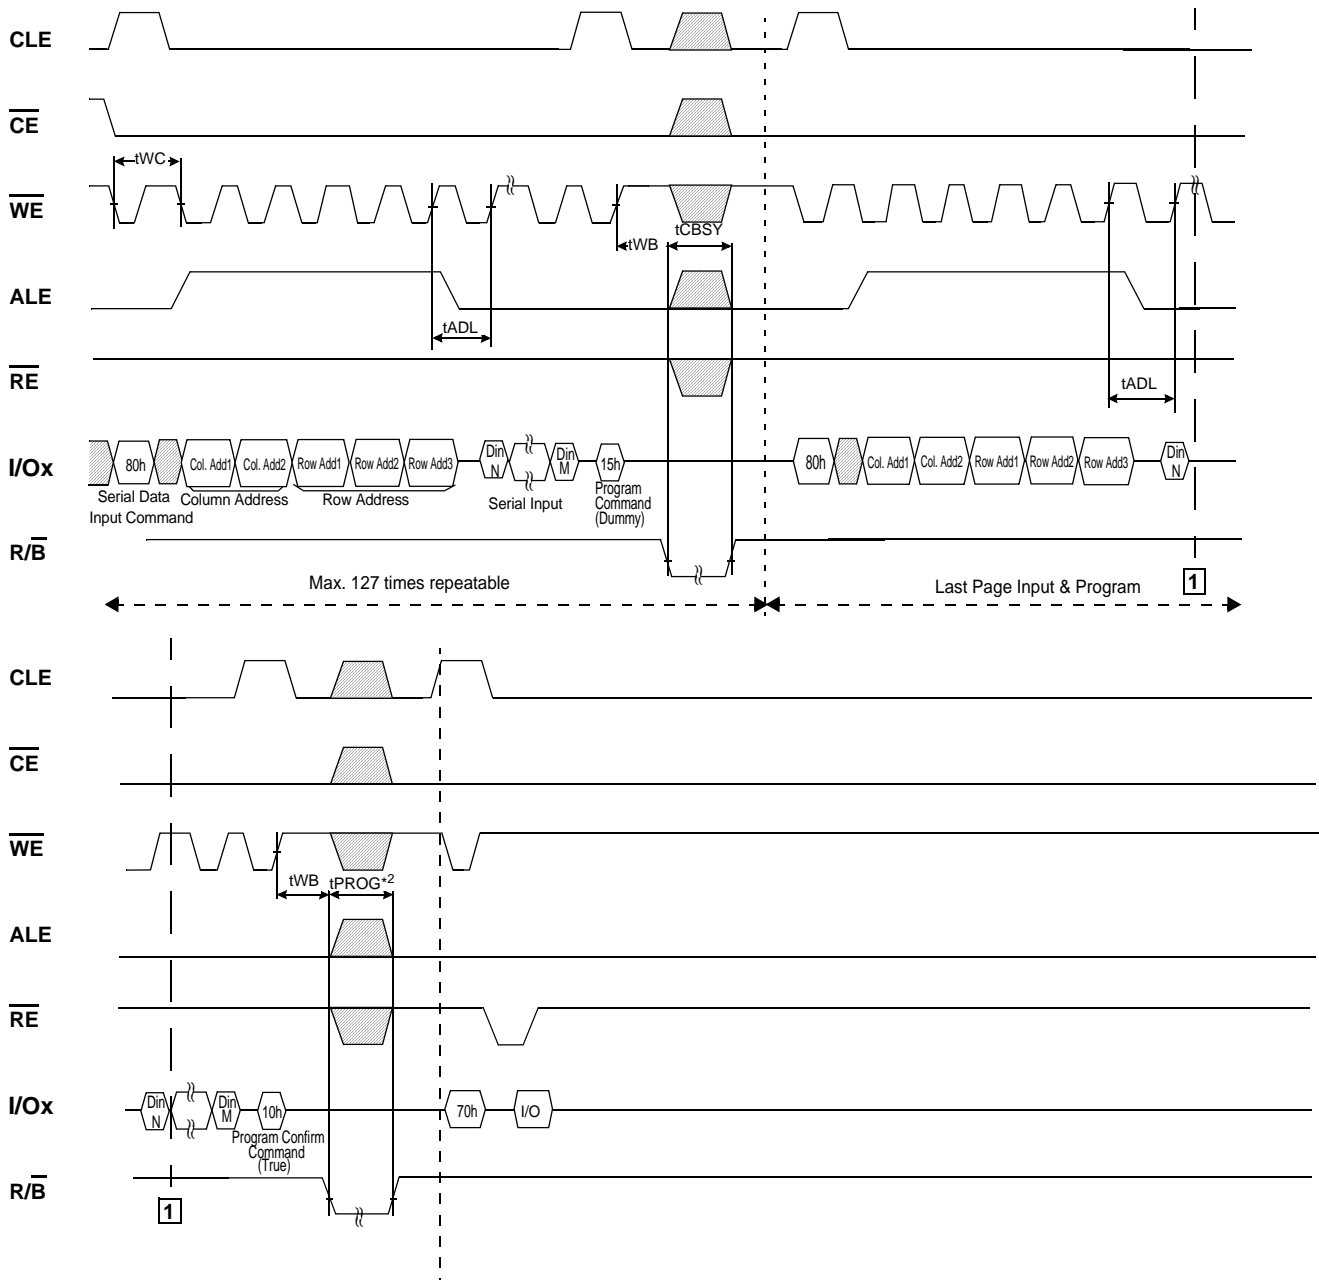 CLE
CE
tWC
WE
tWB
tCBSY
ALE
tADL
RE
tADL
I/Ox
80h
Col. Add1
Col. Add2
Row Add1
Row Add2
Row Add3
Din
N
Din
M
15h
80h
Col. Add1
Col. Add2
Row Add1
Row Add2
Row Add3
Din
N
Serial Data
Input Command
Column Address
Row Address
Serial Input
Program
Command
(Dummy)
R/B
Max. 127 times repeatable
Last Page Input & Program
1
CLE
CE
WE
tWB
tPROG*2
ALE
RE
I/Ox
Din
N
Din
M
10h
70h
I/O
Program Confirm
Command
(True)
R/B
1